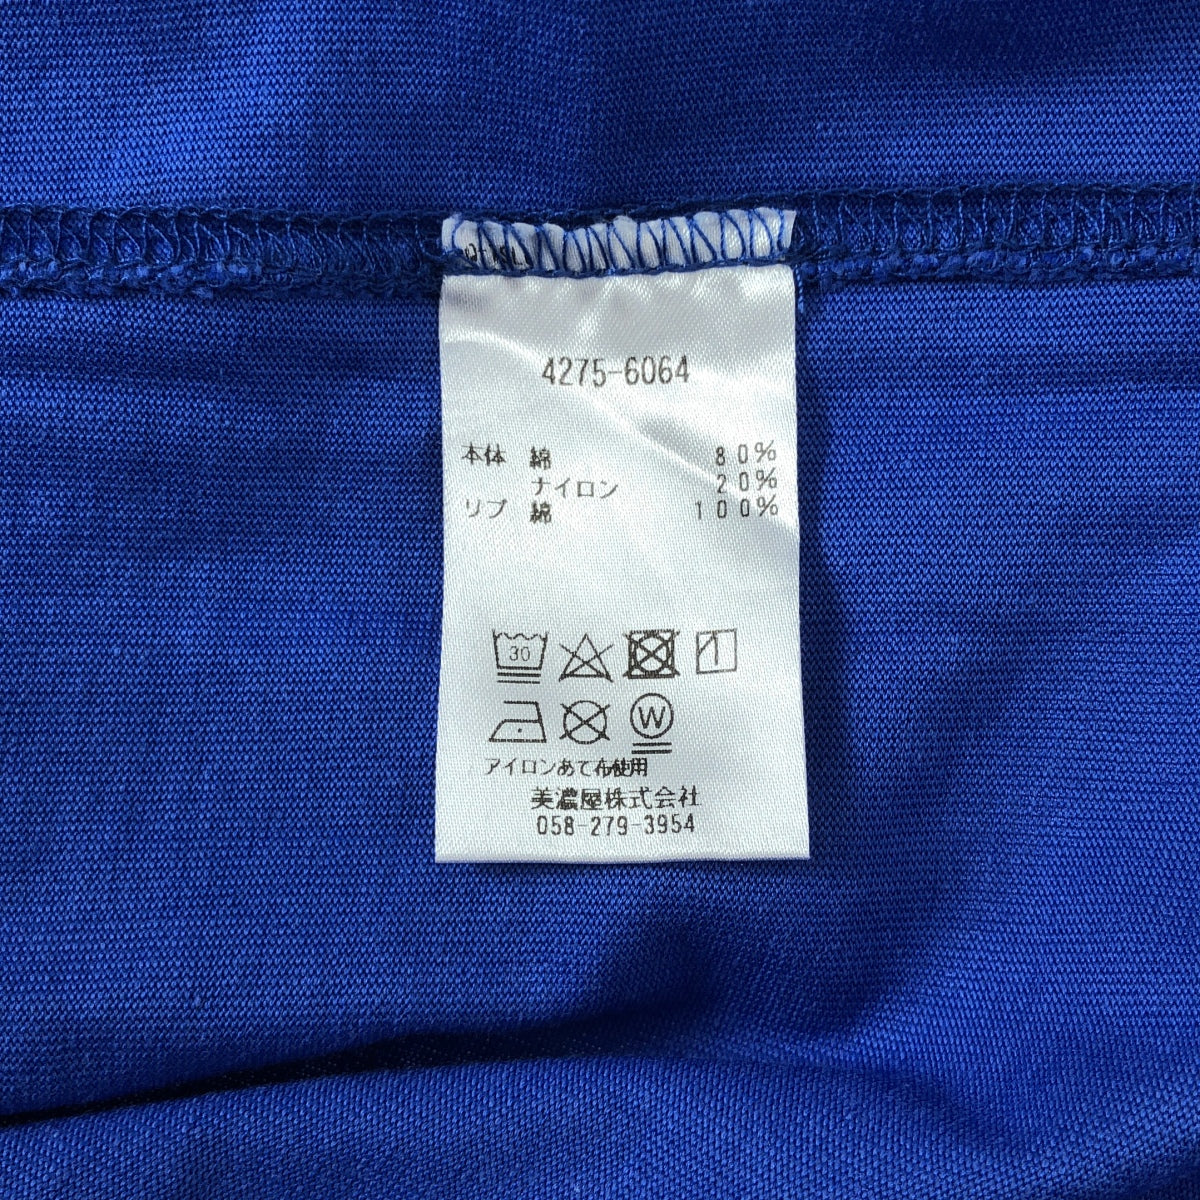 4275-6064
本体 綿 80%
ナイロン 20%
リブ 綿 100%
30
W
アイロンあて布使用
美濃屋株式会社
058-279-3954